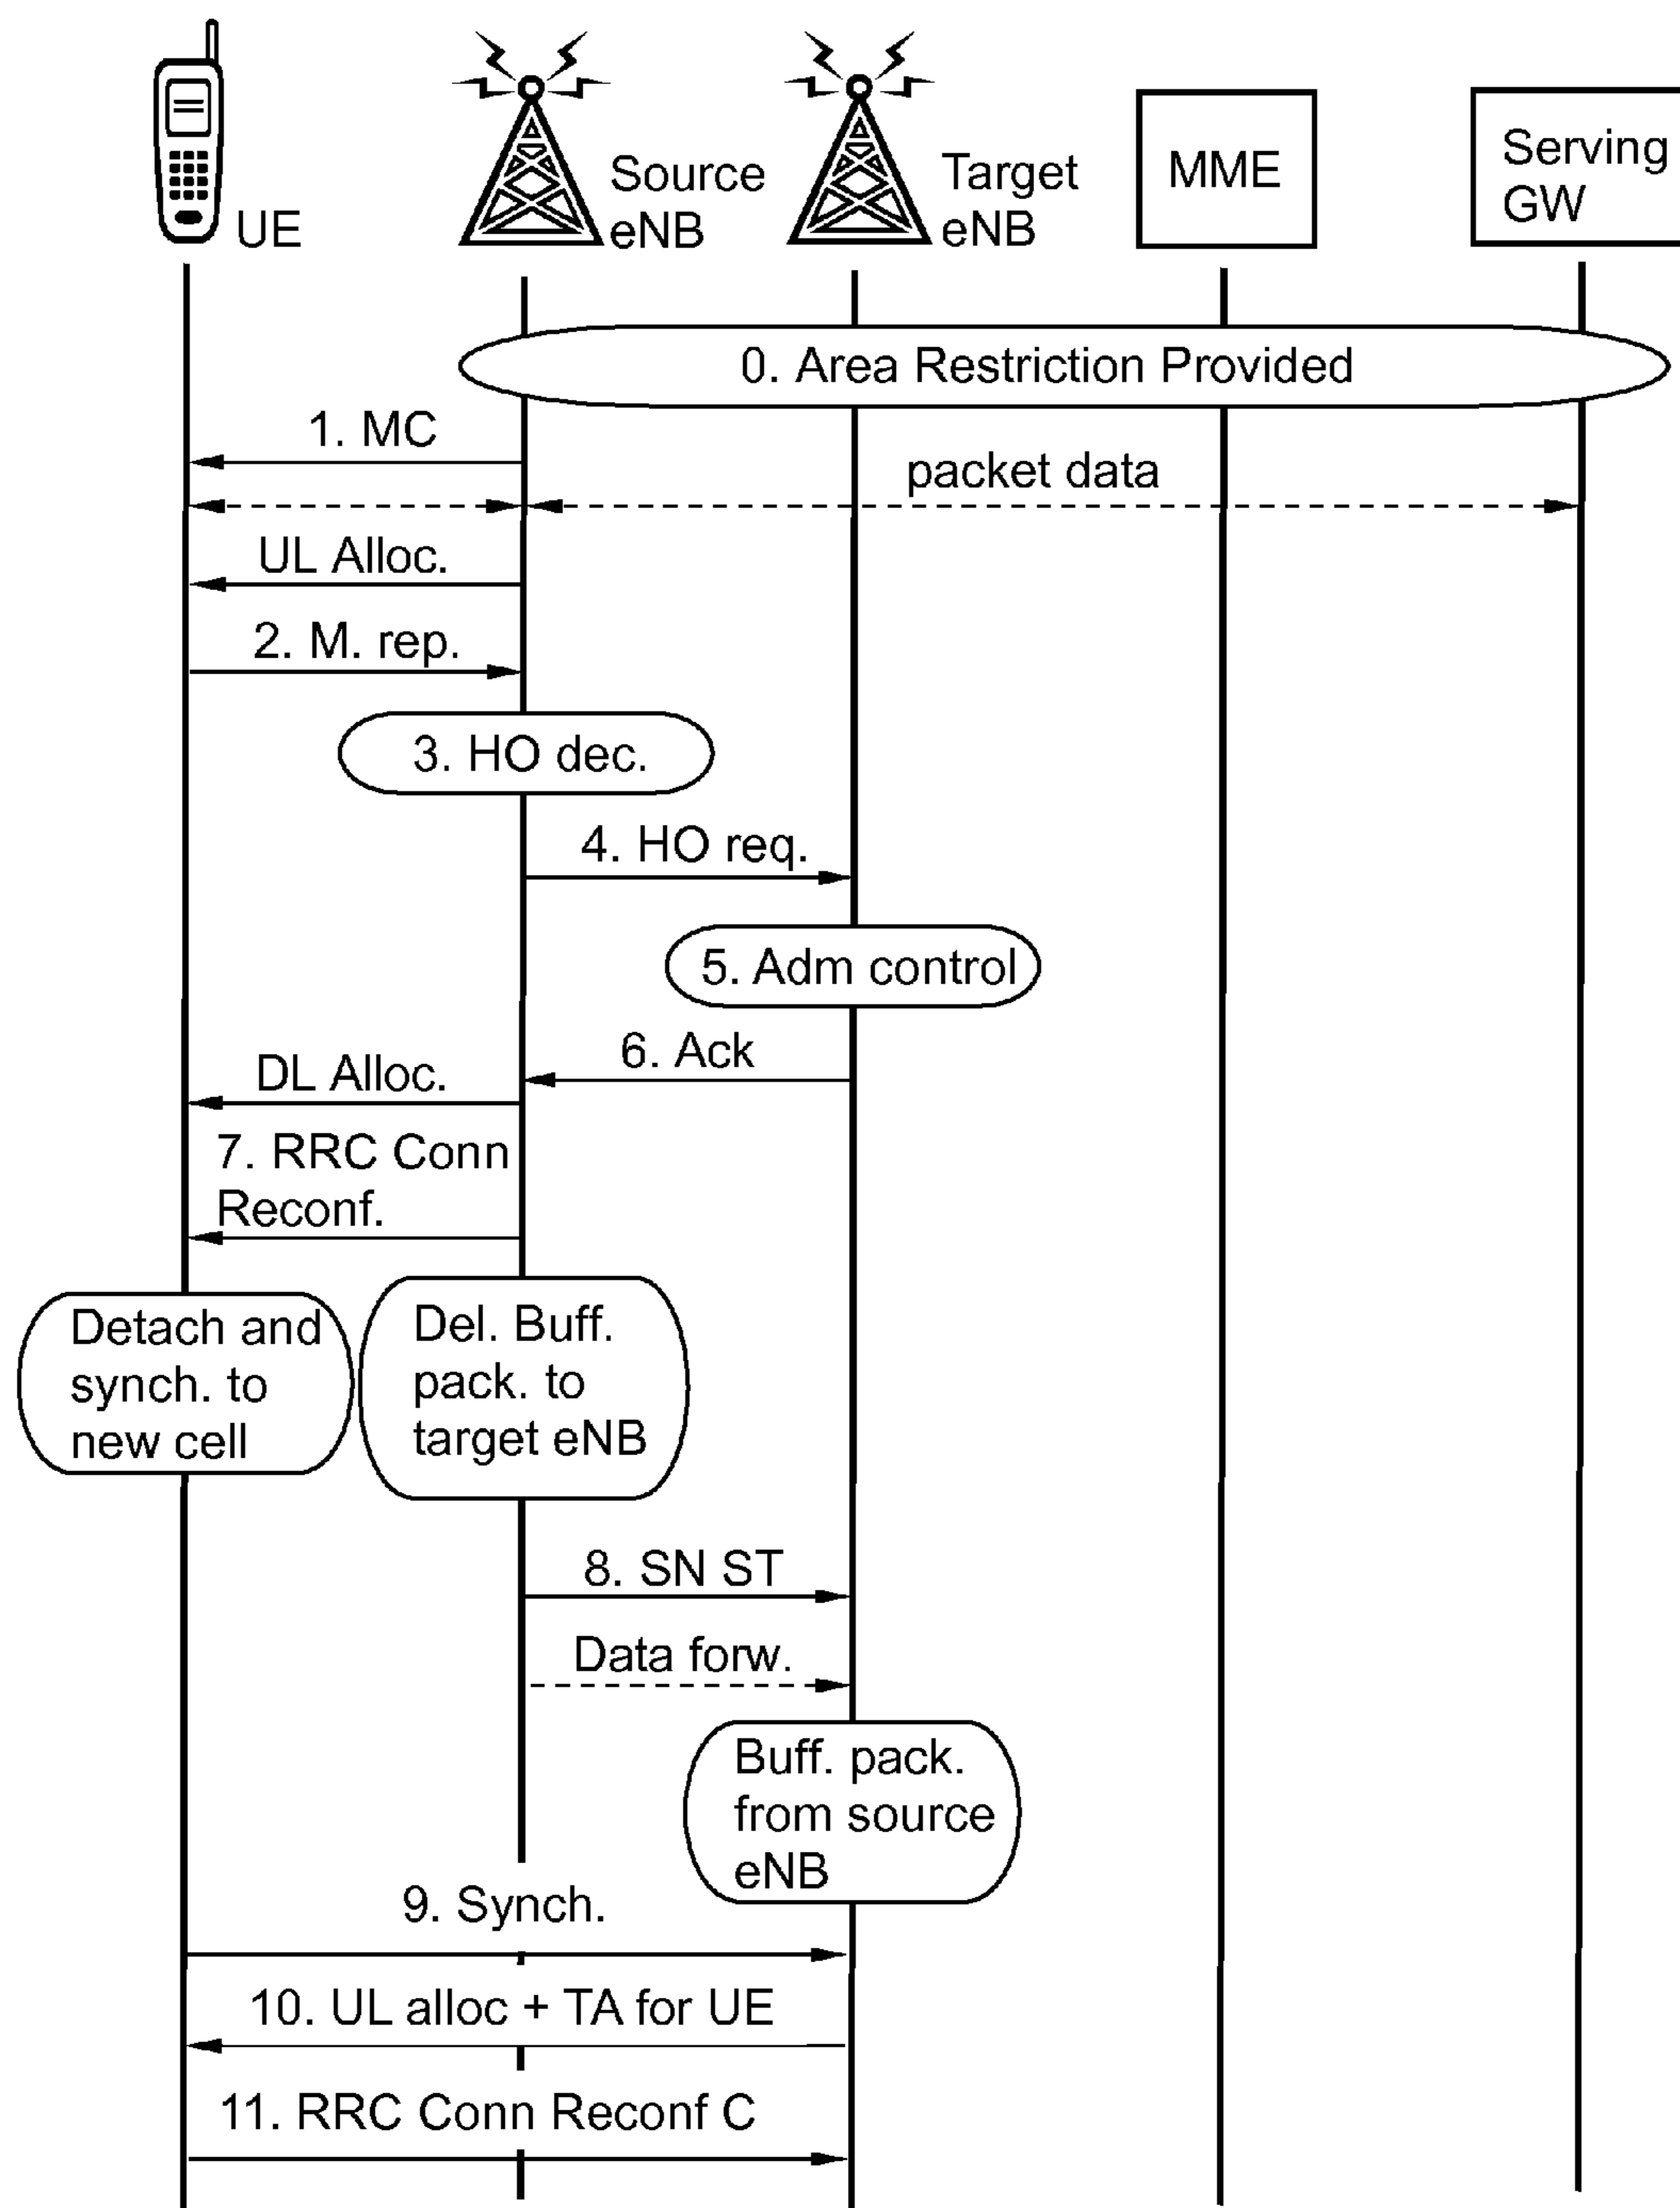 UE
Source
eNB
Target
eNB
MME
Serving
GW
0. Area Restriction Provided
1. MC
packet data
UL Alloc.
2. M. rep.
3. HO dec.
4. HO req.
5. Adm control
6. Ack
DL Alloc.
7. RRC Conn
Reconf.
Detach and
synch. to
new cell
Del. Buff.
pack. to
target eNB
8. SN ST
Data forw.
Buff. pack.
from source
eNB
9. Synch.
10. UL alloc + TA for UE
11. RRC Conn Reconf C